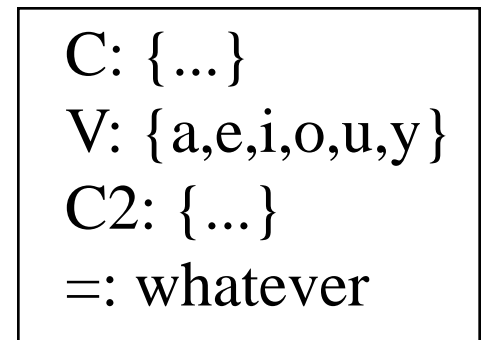 C: {...}
V: {a,e,i,o,u,y}
C2: {...}
=: whatever